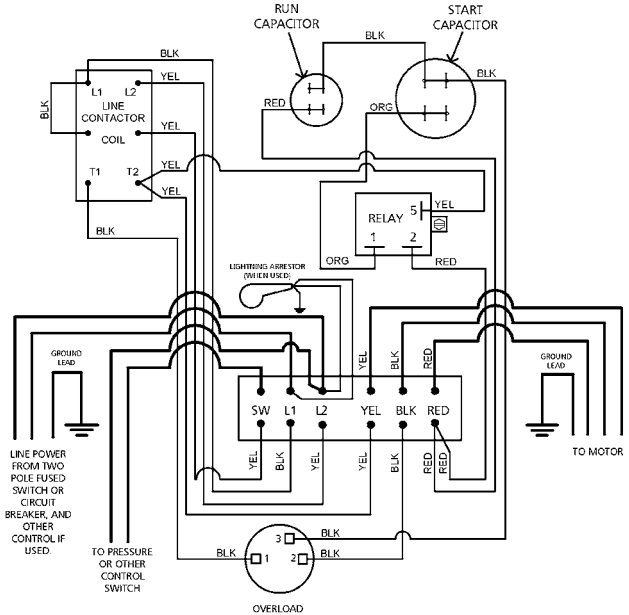 RUN
CAPACITOR
START
CAPACITOR
BLK
BLK
BLK
YEL
L1
L2
LINE
CONTACTOR
BLK
RED
ORG
COIL
YEL
T1
T2
YEL
YEL
BLK
RELAY
5
YEL
1
2
ORG
RED
LIGHTNING ARRESTOR
(WHEN USED)
GROUND
LEAD
YEL
BLK
RED
GROUND
LEAD
SW
L1
L2
YEL
BLK
RED
LINE POWER
FROM TWO
POLE FUSED
SWITCH OR
CIRCUIT
BREAKER, AND
OTHER
CONTROL IF
USED.
TO MOTOR
YEL
BLK
YEL
YEL
BLK
RED
RED
TO PRESSURE
OR OTHER
CONTROL
SWITCH
3
BLK
BLK
1
2
BLK
OVERLOAD